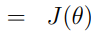 = J(θ)